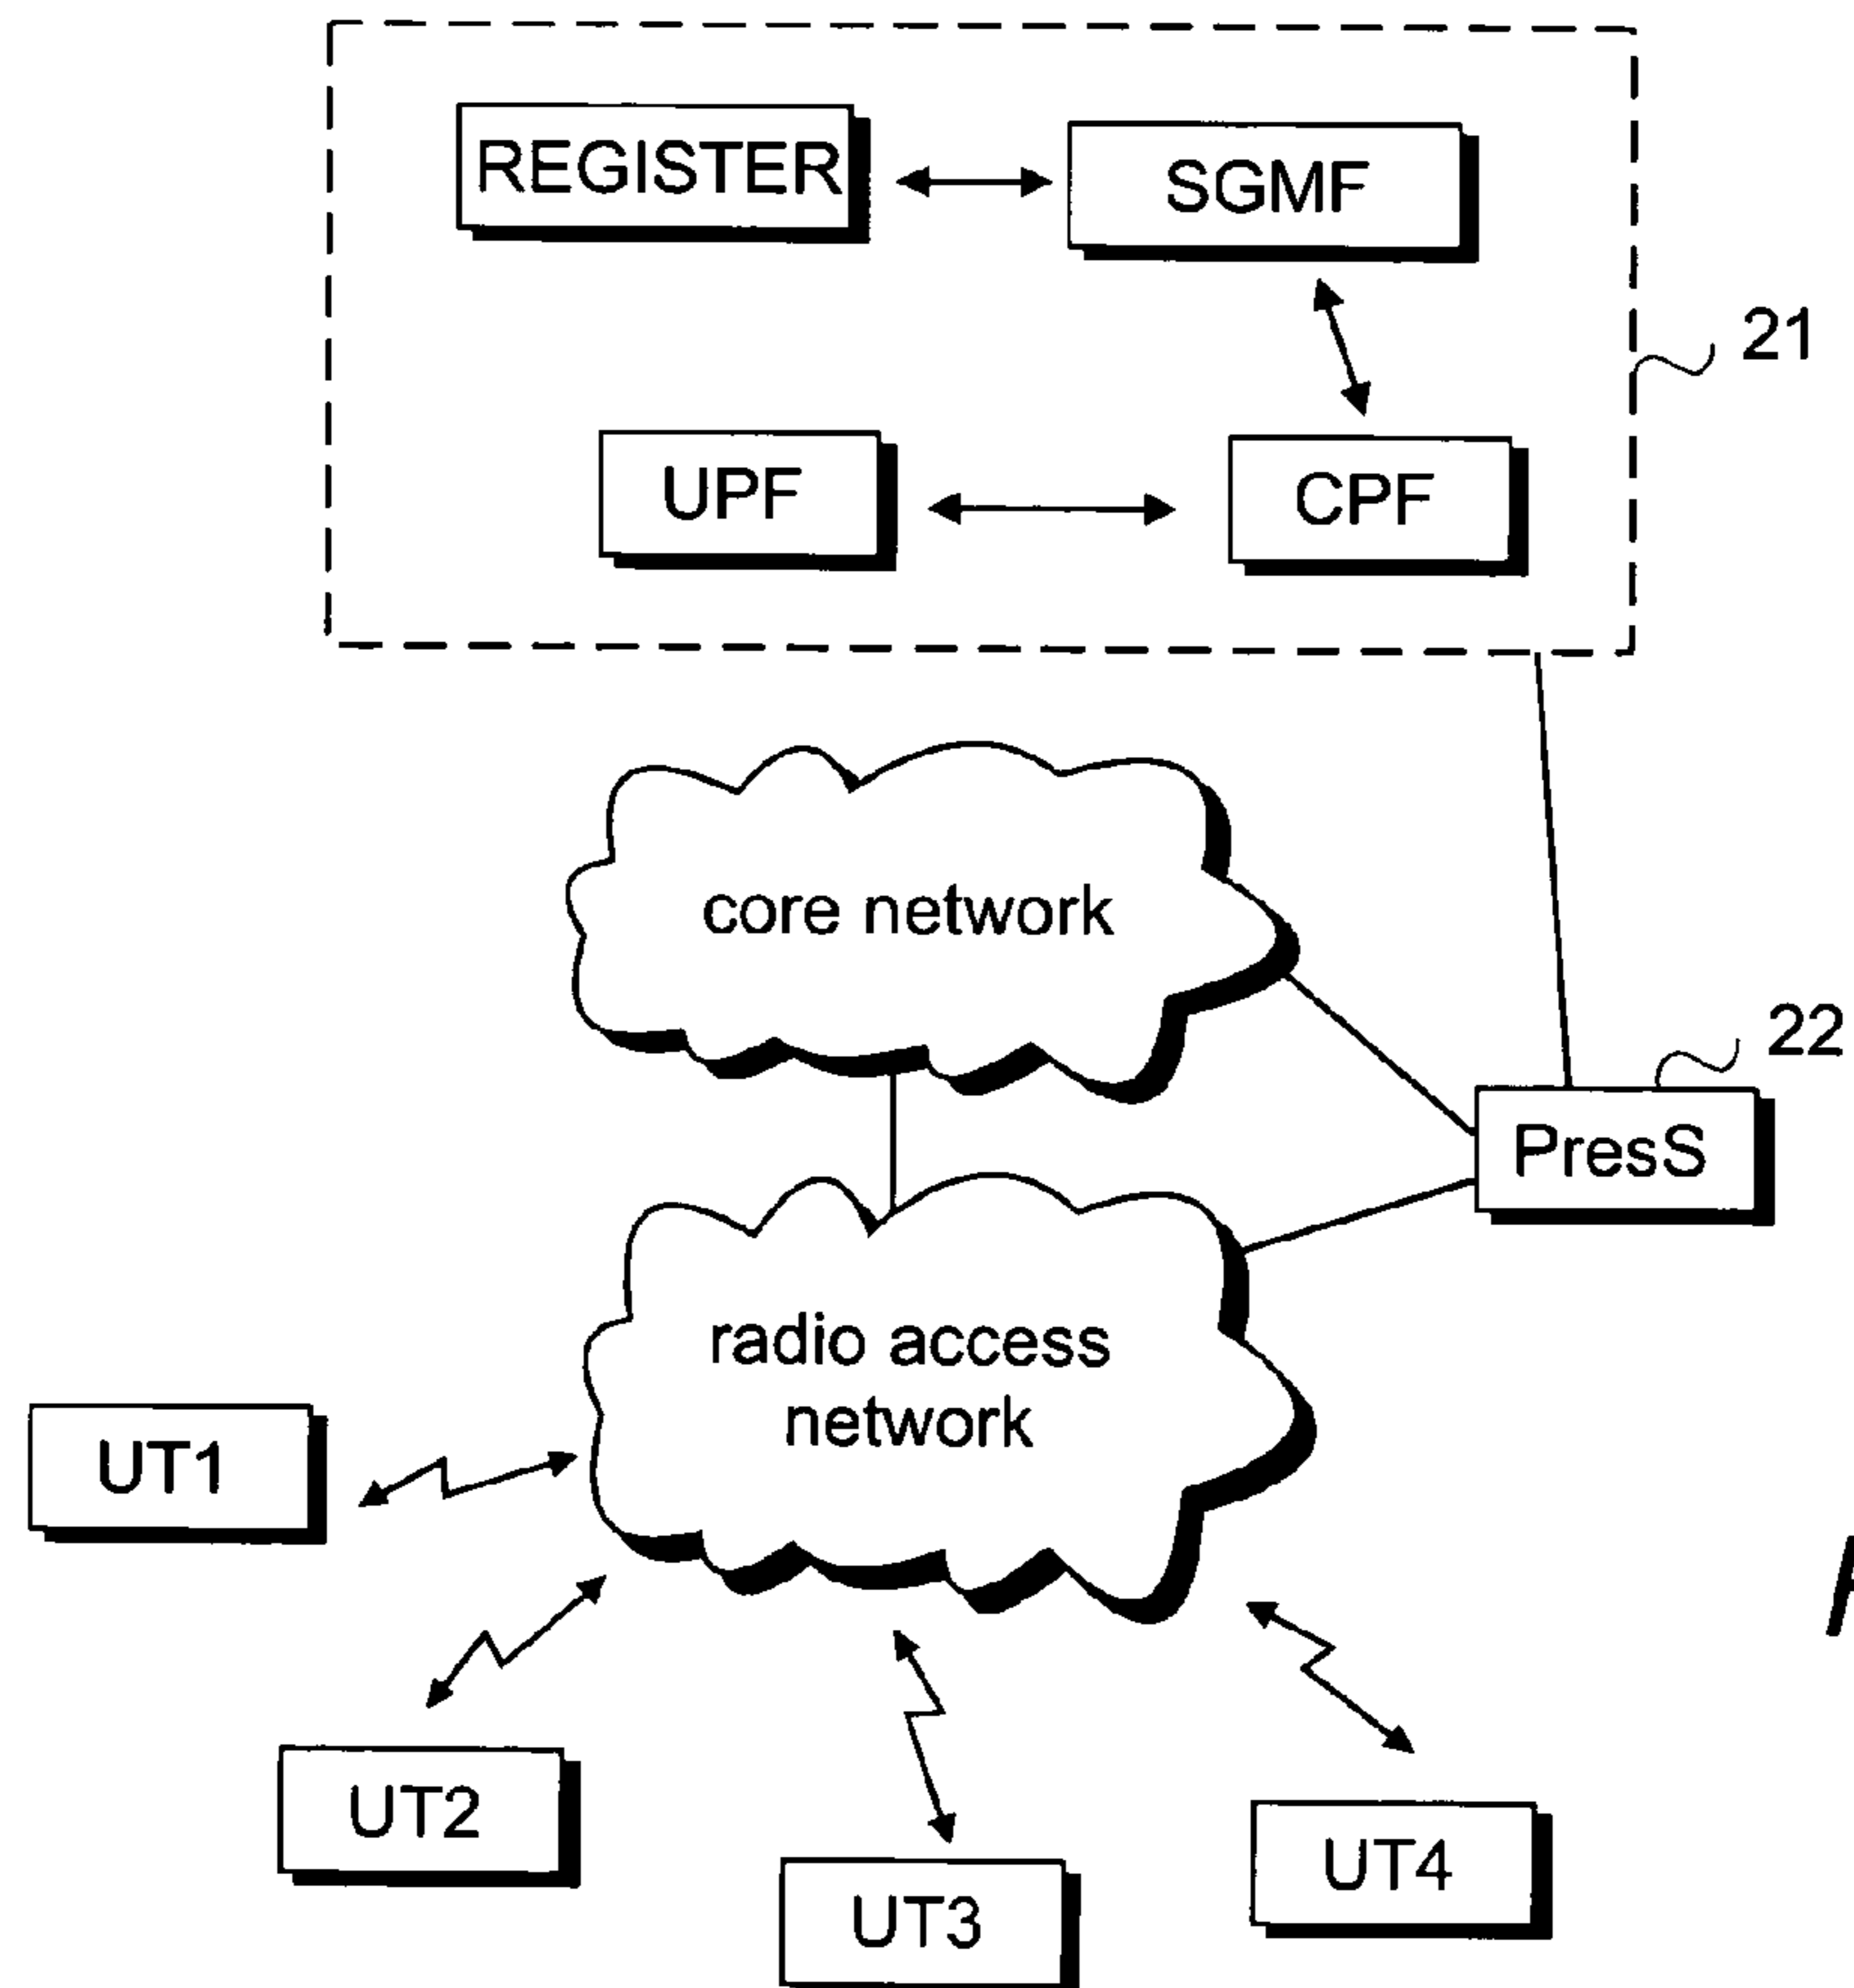 REGISTER
SGMF
21
UPF
CPF
core network
22
PresS
radio access
network
UT1
UT2
UT4
UT3